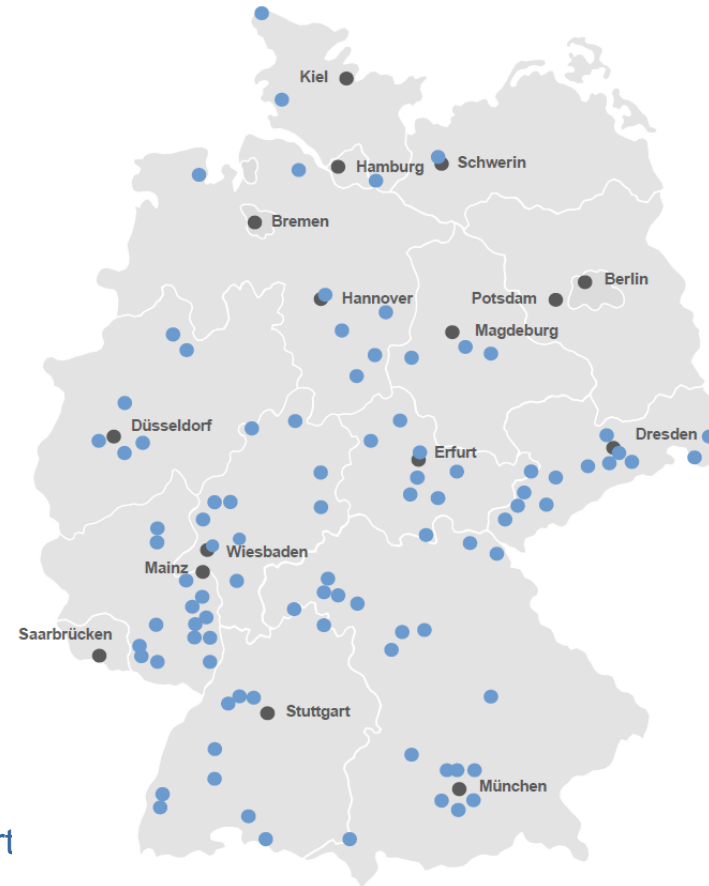 Kiel
Hamburg
Schwerin
Bremen
Berlin
Hannover
Potsdam
Magdeburg
Düsseldorf
Dresden
Erfurt
Wiesbaden
Mainz
Saarbrücken
Stuttgart
München